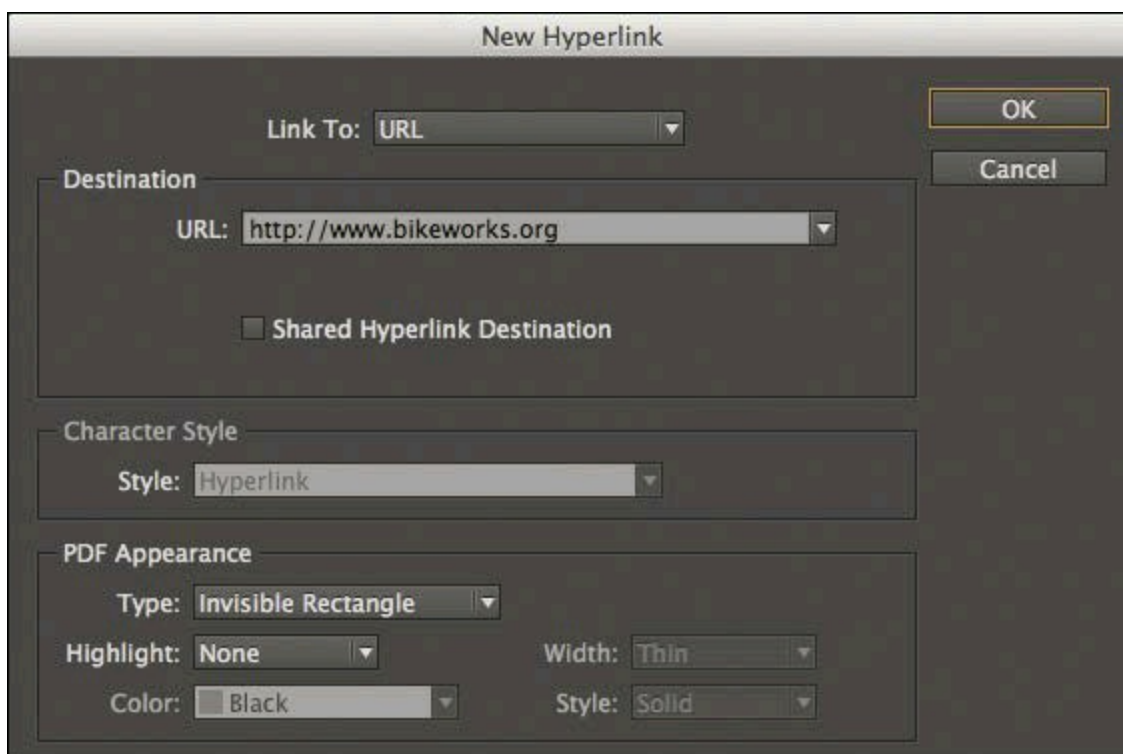 New Hyperlink
Link To: URL
OK
Cancel
Destination
URL: http://www.bikeworks.org
Shared Hyperlink Destination
Character Style
Style: Hyperlink
PDF Appearance
Type: Invisible Rectangle
Highlight: None Width: Thin
Color: Black Style: Solid